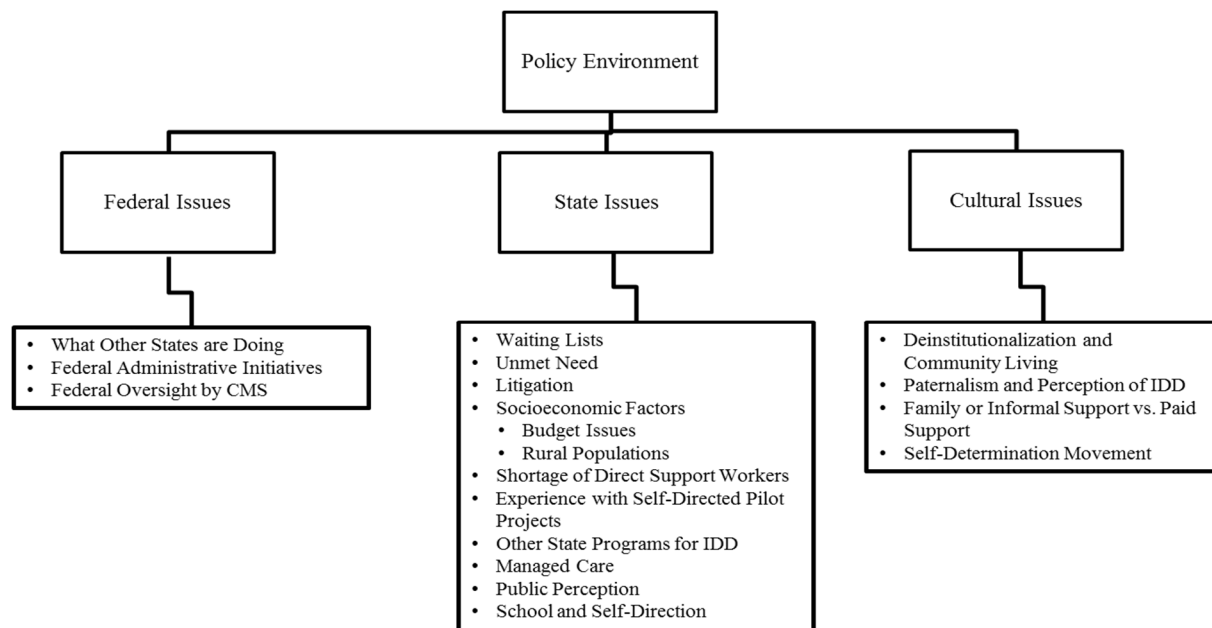 Policy Environment
Federal Issues
State Issues
Cultural Issues
• What Other States are Doing
• Federal Administrative Initiatives
• Federal Oversight by CMS
• Waiting Lists
• Unmet Need
• Litigation
• Socioeconomic Factors
• Budget Issues
• Rural Populations
• Shortage of Direct Support Workers
• Experience with Self-Directed Pilot
Projects
• Other State Programs for IDD
• Managed Care
• Public Perception
• School and Self-Direction
• Deinstitutionalization and
Community Living
• Paternalism and Perception of IDD
• Family or Informal Support vs. Paid
Support
• Self-Determination Movement